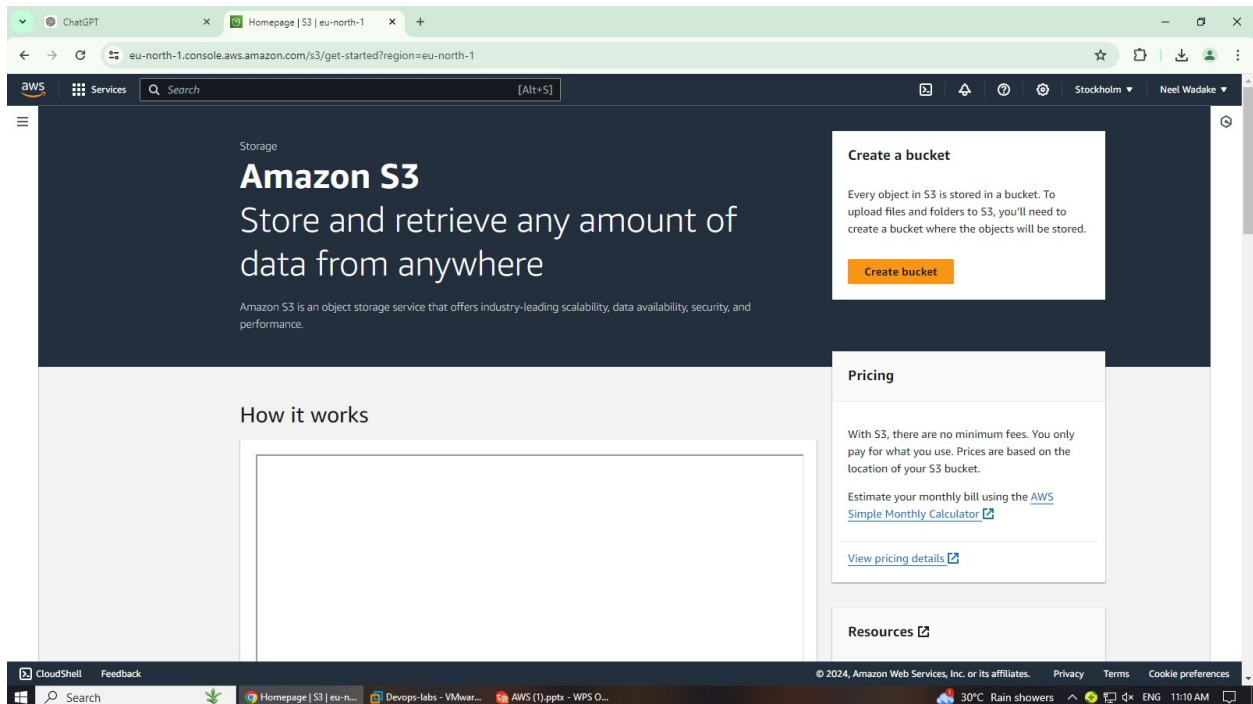 ChatGPT
Homepage | S3 | eu-north-1
eu-north-1.console.aws.amazon.com/s3/get-started?region=eu-north-1
aws
Services
Search
[Alt+S]
Stockholm
Neel Wadake
Storage
Amazon S3
Store and retrieve any amount of
data from anywhere
Amazon S3 is an object storage service that offers industry-leading scalability, data availability, security, and
performance.
Create a bucket
Every object in S3 is stored in a bucket. To
upload files and folders to S3, you'll need to
create a bucket where the objects will be stored.
Create bucket
How it works
Pricing
With S3, there are no minimum fees. You only
pay for what you use. Prices are based on the
location of your S3 bucket.
Estimate your monthly bill using the AWS
Simple Monthly Calculator
View pricing details
Resources
CloudShell
Feedback
© 2024, Amazon Web Services, Inc. or its affiliates.
Privacy
Terms
Cookie preferences
Search
Homepage | S3 | eu-n...
Devops-labs - VMwar...
AWS (1).pptx - WPS O...
30°C Rain showers
ENG
11:10 AM